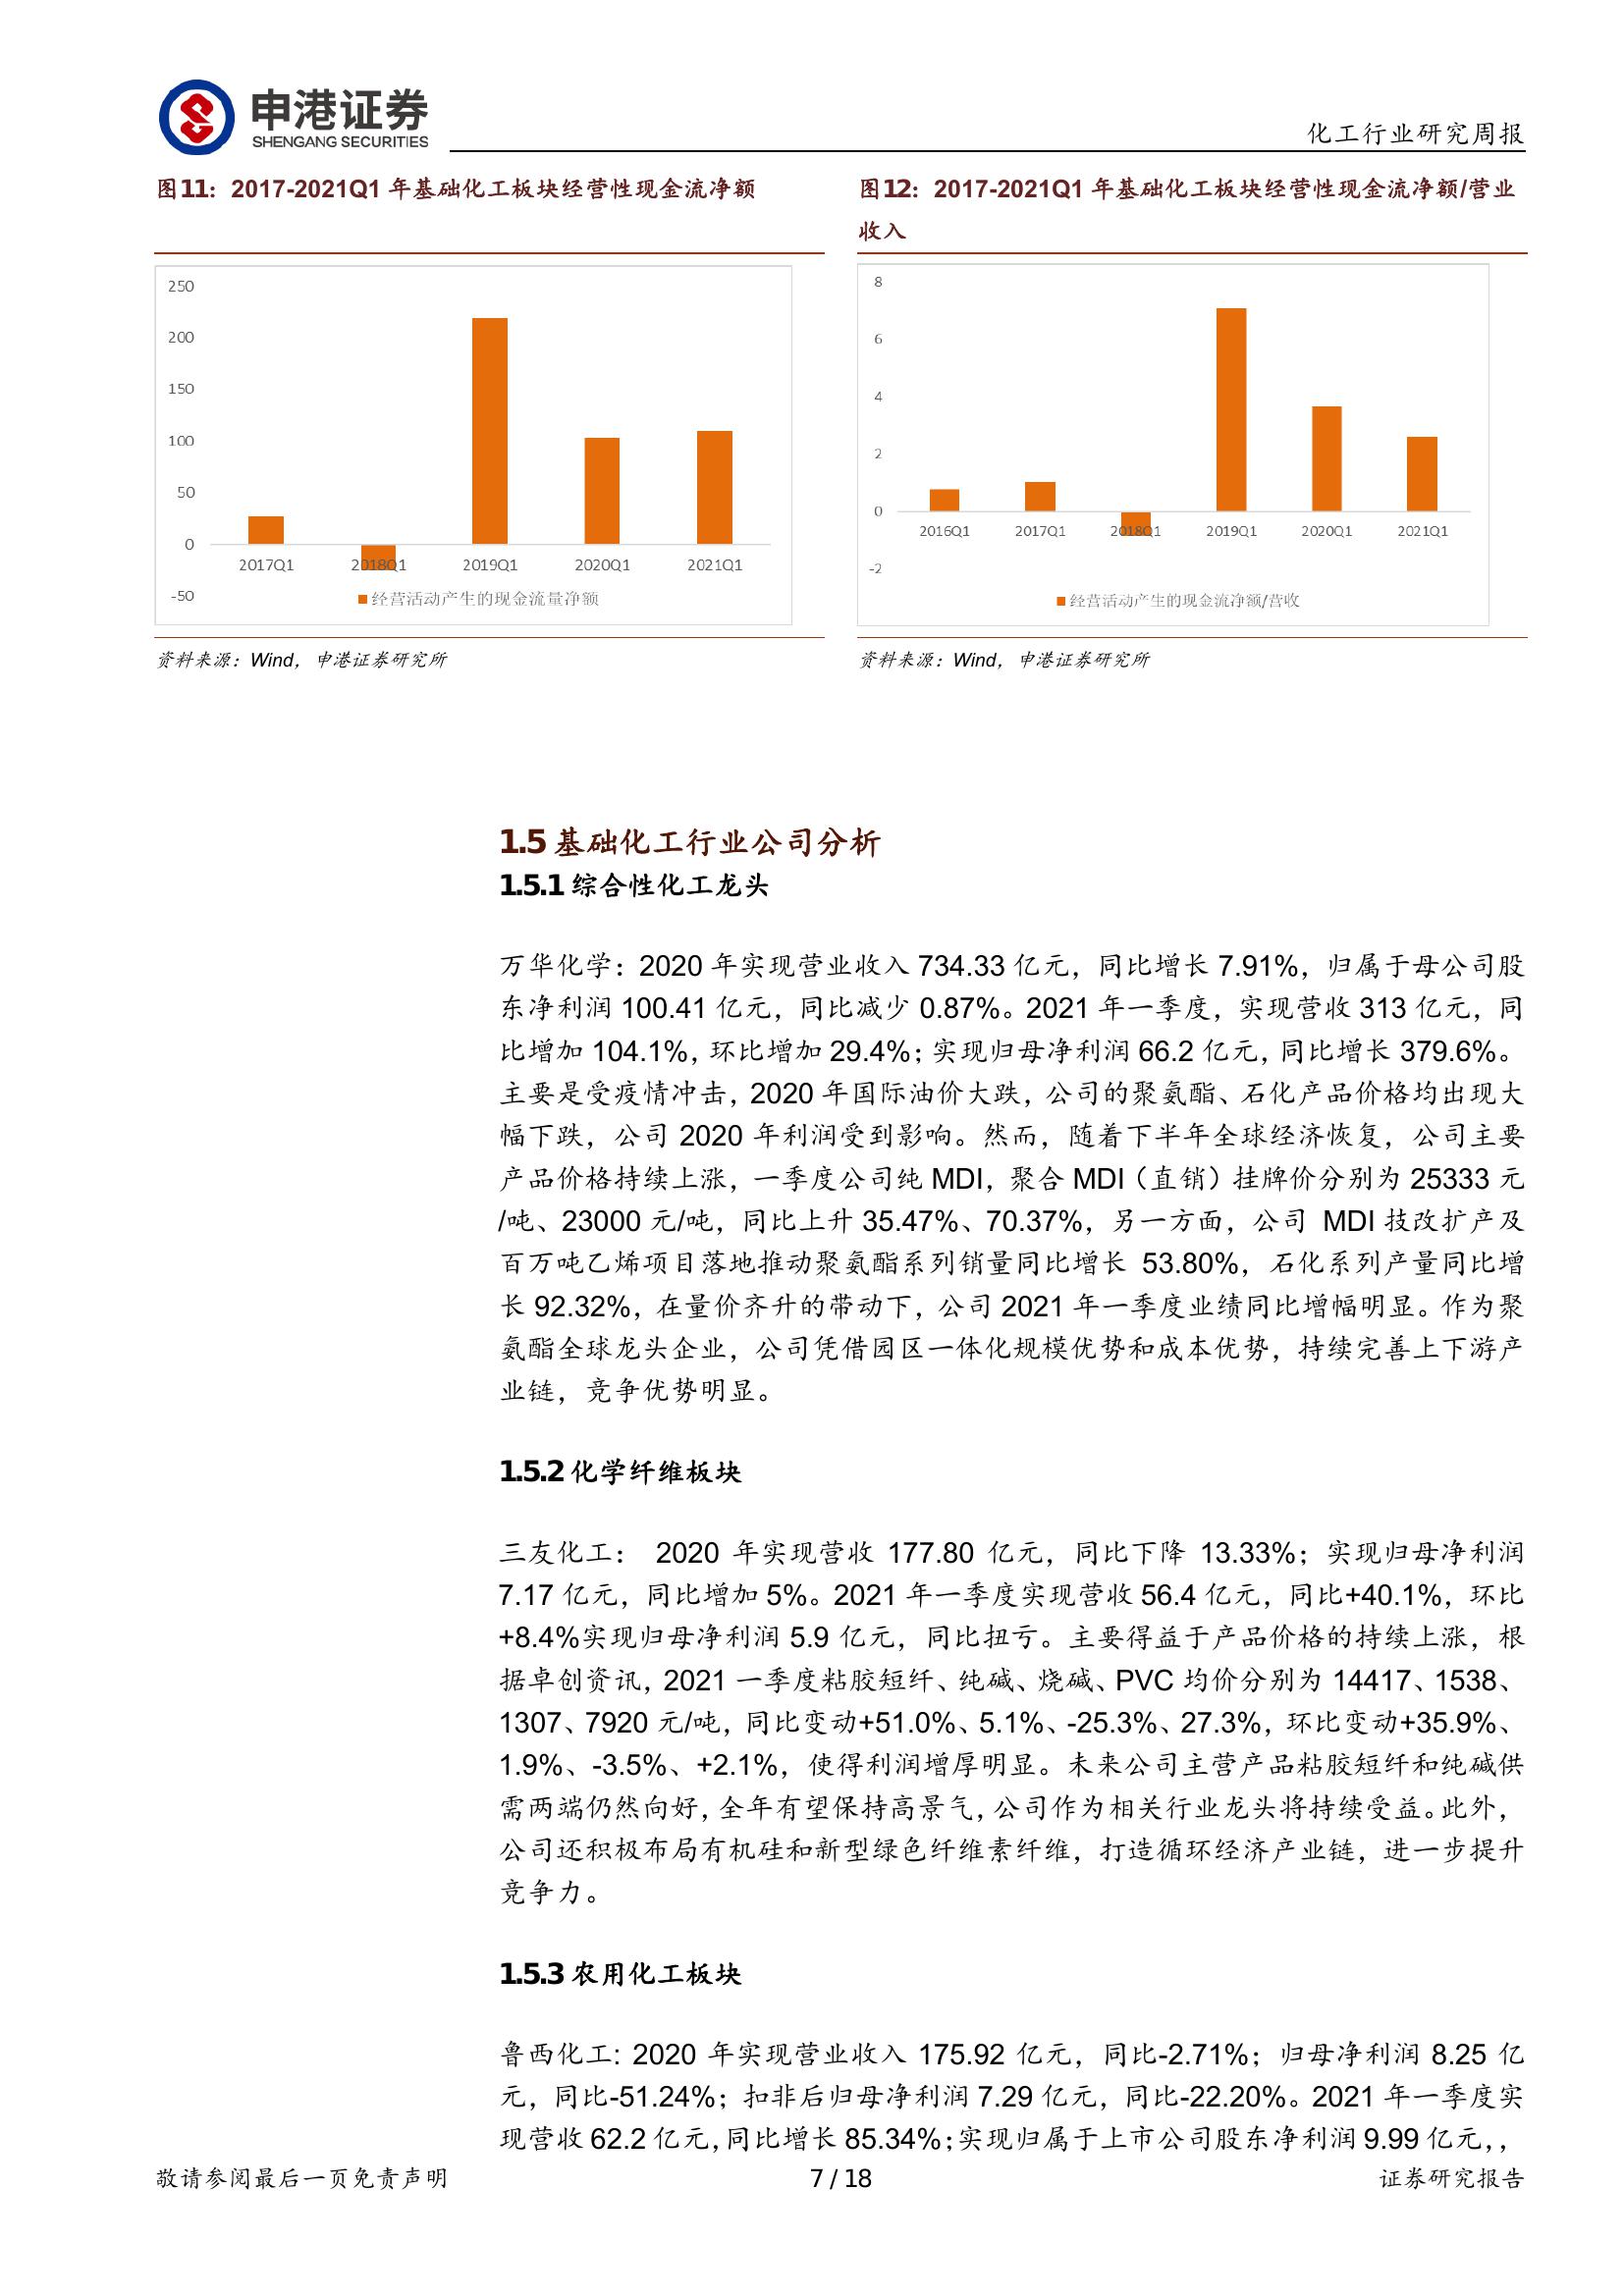 申港证券
SHENGANG SECURITIES
化工行业研究周报
图11：2017-2021Q1 年基础化工板块经营性现金流净额
250
200
150
100
50
0
-50
2017Q1 2018Q1 2019Q1 2020Q1 2021Q1
经营活动产生的现金流量净额
资料来源：Wind，申港证券研究所
图12：2017-2021Q1 年基础化工板块经营性现金流净额/营业
收入
8
6
4
2
0
-2
2016Q1 2017Q1 2018Q1 2019Q1 2020Q1 2021Q1
经营活动产生的现金流净额/营收
资料来源：Wind，申港证券研究所
1.5 基础化工行业公司分析
1.5.1 综合性化工龙头
万华化学：2020 年实现营业收入 734.33 亿元，同比增长 7.91%，归属于母公司股
东净利润 100.41 亿元，同比减少 0.87%。2021 年一季度，实现营收 313 亿元，同
比增加 104.1%，环比增加 29.4%；实现归母净利润 66.2 亿元，同比增长 379.6%。
主要是受疫情冲击，2020 年国际油价大跌，公司的聚氨酯、石化产品价格均出现大
幅下跌，公司 2020 年利润受到影响。然而，随着下半年全球经济恢复，公司主要
产品价格持续上涨，一季度公司纯 MDI，聚合 MDI（直销）挂牌价分别为 25333 元
/吨、23000 元/吨，同比上升 35.47%、70.37%，另一方面，公司 MDI 技改扩产及
百万吨乙烯项目落地推动聚氨酯系列销量同比增长 53.80%，石化系列产量同比增
长 92.32%，在量价齐升的带动下，公司 2021 年一季度业绩同比增幅明显。作为聚
氨酯全球龙头企业，公司凭借园区一体化规模优势和成本优势，持续完善上下游产
业链，竞争优势明显。
1.5.2 化学纤维板块
三友化工： 2020 年实现营收 177.80 亿元，同比下降 13.33%；实现归母净利润
7.17 亿元，同比增加 5%。2021 年一季度实现营收 56.4 亿元，同比+40.1%，环比
+8.4%实现归母净利润 5.9 亿元，同比扭亏。主要得益于产品价格的持续上涨，根
据卓创资讯，2021 一季度粘胶短纤、纯碱、烧碱、PVC 均价分别为 14417、1538、
1307、7920 元/吨，同比变动+51.0%、5.1%、-25.3%、27.3%，环比变动+35.9%、
1.9%、-3.5%、+2.1%，使得利润增厚明显。未来公司主营产品粘胶短纤和纯碱供
需两端仍然向好，全年有望保持高景气，公司作为相关行业龙头将持续受益。此外，
公司还积极布局有机硅和新型绿色纤维素纤维，打造循环经济产业链，进一步提升
竞争力。
1.5.3 农用化工板块
鲁西化工: 2020 年实现营业收入 175.92 亿元，同比-2.71%；归母净利润 8.25 亿
元，同比-51.24%；扣非后归母净利润 7.29 亿元，同比-22.20%。2021 年一季度实
现营收 62.2 亿元，同比增长 85.34%；实现归属于上市公司股东净利润 9.99 亿元，，
敬请参阅最后一页免责声明
7 / 18
证券研究报告